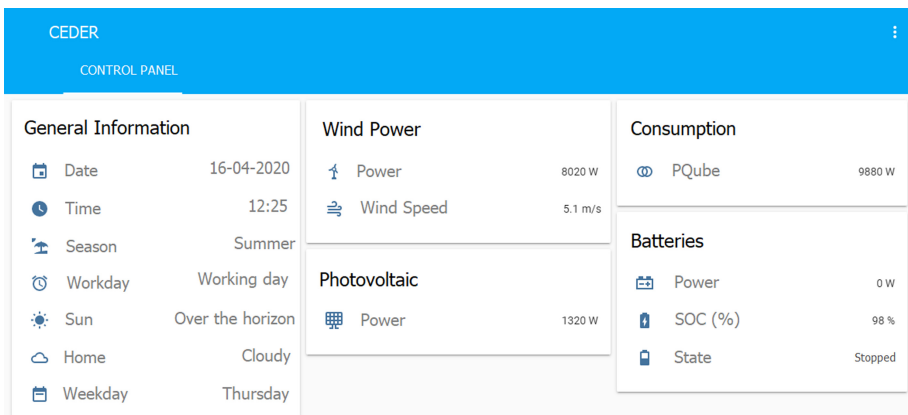 CEDER
CONTROL PANEL
General Information
Date 16-04-2020
Time 12:25
Season Summer
Workday Working day
Sun Over the horizon
Home Cloudy
Weekday Thursday
Wind Power
Power 8020 W
Wind Speed 5.1 m/s
Photovoltaic
Power 1320 W
Consumption
PQube 9880 W
Batteries
Power 0 W
SOC (%) 98 %
State Stopped